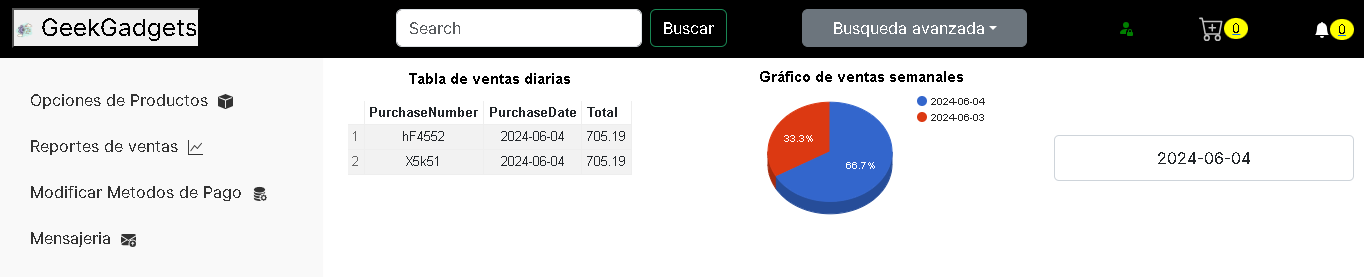 GeekGadgets
Search
Buscar
Busqueda avanzada
0
0
Opciones de Productos
Reportes de ventas
Modificar Metodos de Pago
Mensajeria
Tabla de ventas diarias
PurchaseNumber PurchaseDate Total
1 hF4552 2024-06-04 705.19
2 X5k51 2024-06-04 705.19
Gráfico de ventas semanales
33.3%
66.7%
2024-06-04
2024-06-03
2024-06-04